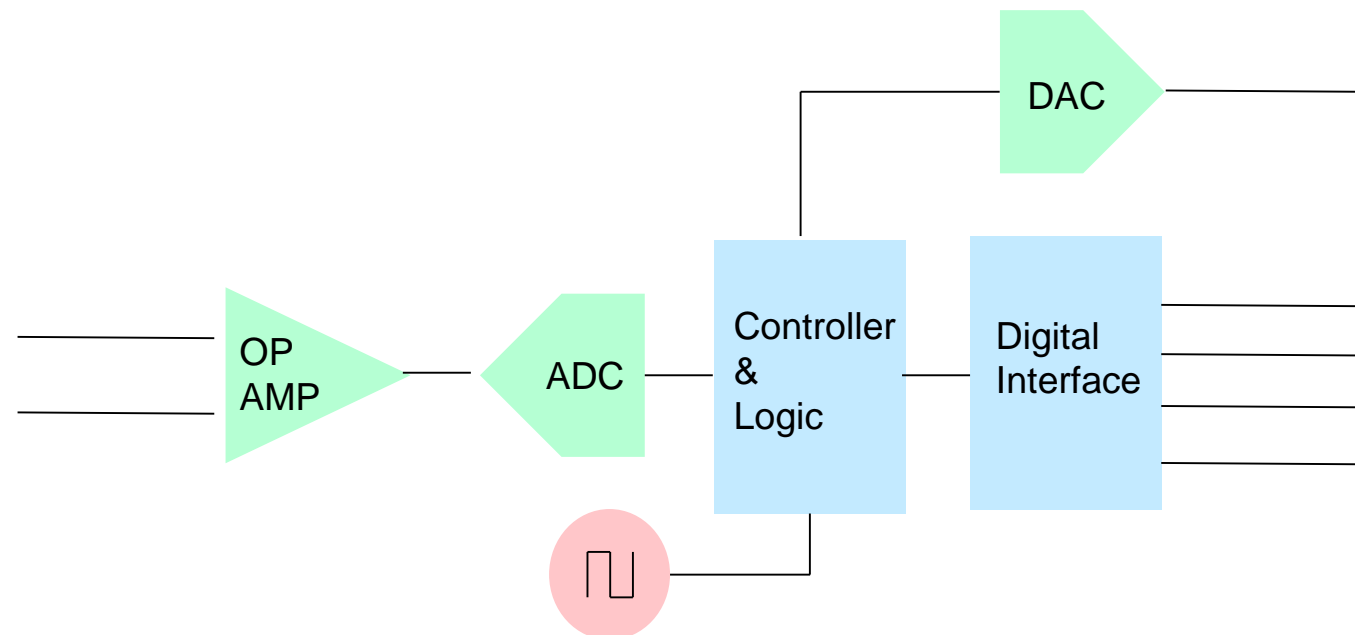 DAC
OP
AMP
ADC
Controller
&
Logic
Digital
Interface